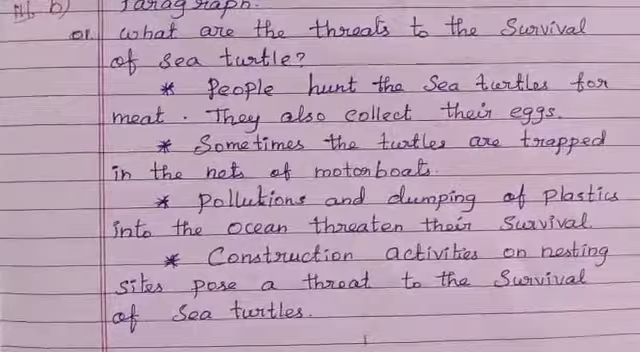 III. b) Paragraph.
01. What are the threats to the Survival
of sea turtle?
* People hunt the Sea turtles for
meat. They also collect their eggs.
* Sometimes the turtles are trapped
in the nets of motorboats.
* Pollutions and dumping of plastics
into the ocean threaten their Survival.
* Construction activities on nesting
sites pose a threat to the Survival
of Sea turtles.